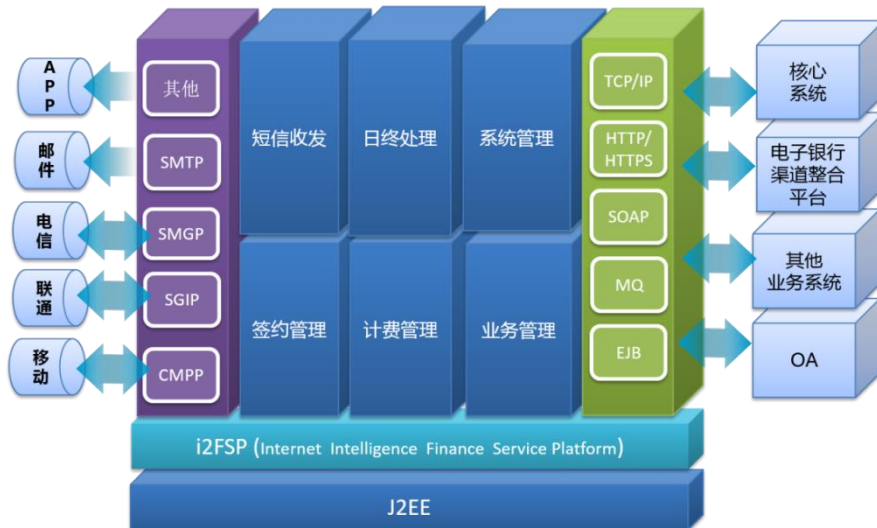 A
P
P
邮
件
电
信
联
通
移
动
其他
SMTP
SMGP
SGIP
CMPP
短信收发
日终处理
系统管理
签约管理
计费管理
业务管理
TCP/IP
HTTP/
HTTPS
SOAP
MQ
EJB
核心
系统
电子银行
渠道整合
平台
其他
业务系统
OA
i2FSP (Internet Intelligence Finance Service Platform)
J2EE